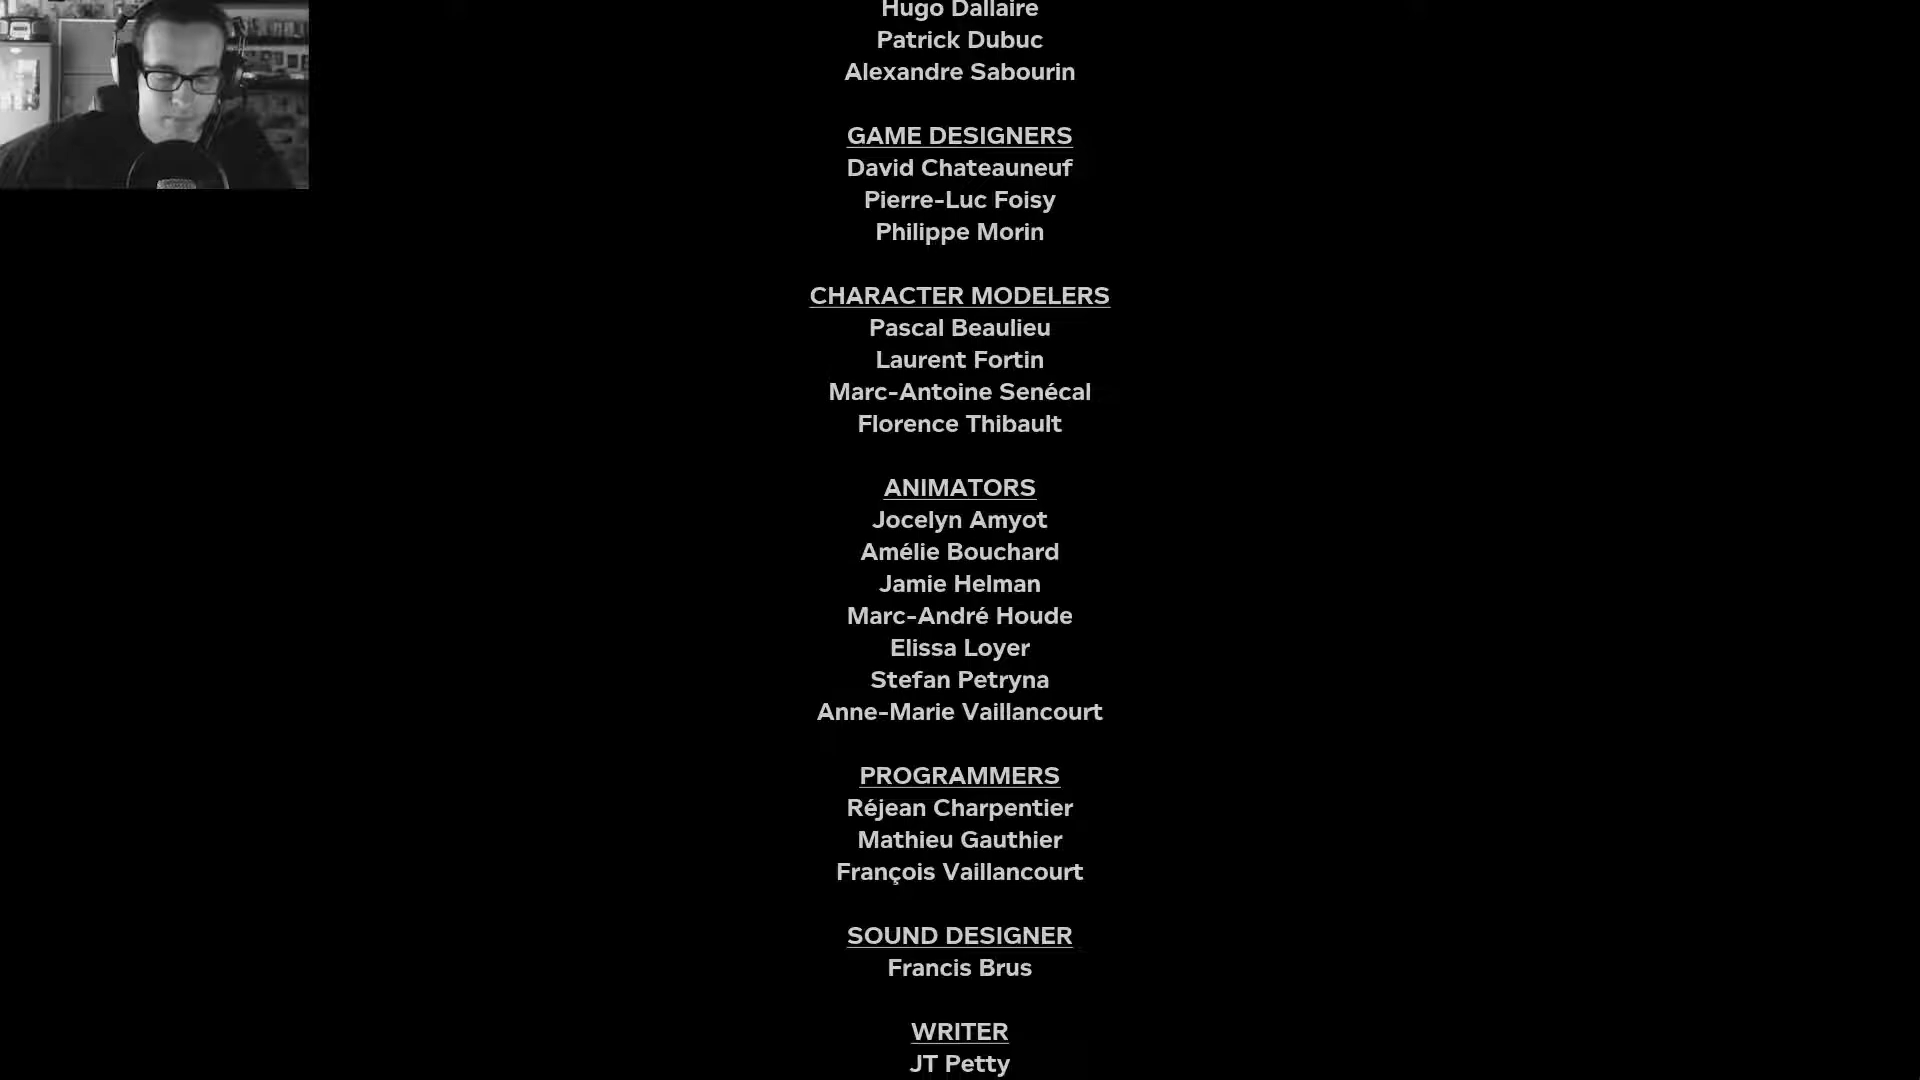 Hugo Dallaire
Patrick Dubuc
Alexandre Sabourin
GAME DESIGNERS
David Chateauneuf
Pierre-Luc Foisy
Philippe Morin
CHARACTER MODELERS
Pascal Beaulieu
Laurent Fortin
Marc-Antoine Senécal
Florence Thibault
ANIMATORS
Jocelyn Amyot
Amélie Bouchard
Jamie Helman
Marc-André Houde
Elissa Loyer
Stefan Petryna
Anne-Marie Vaillancourt
PROGRAMMERS
Réjean Charpentier
Mathieu Gauthier
François Vaillancourt
SOUND DESIGNER
Francis Brus
WRITER
JT Petty